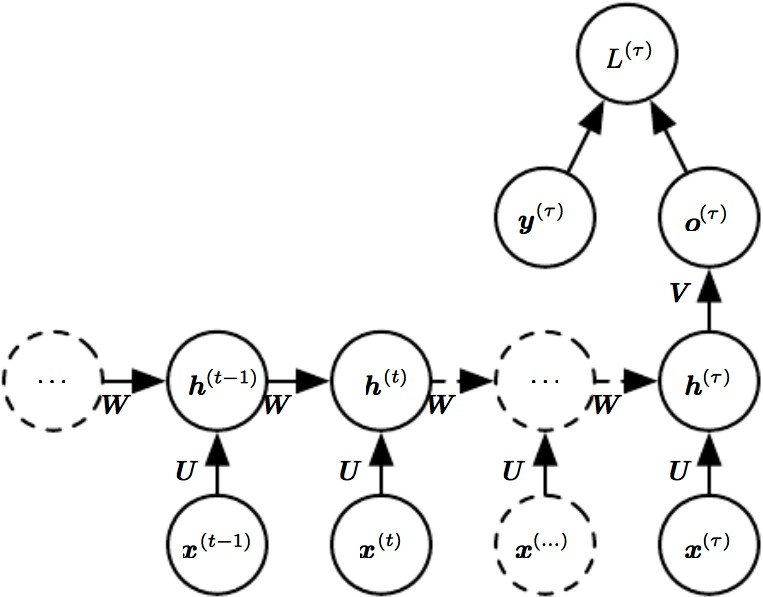 L^(τ)
y^(τ) o^(τ)
V
... h^(t−1) h^(t) ... h^(τ)
W W W W
U U U U
x^(t−1) x^(t) x^(...) x^(τ)